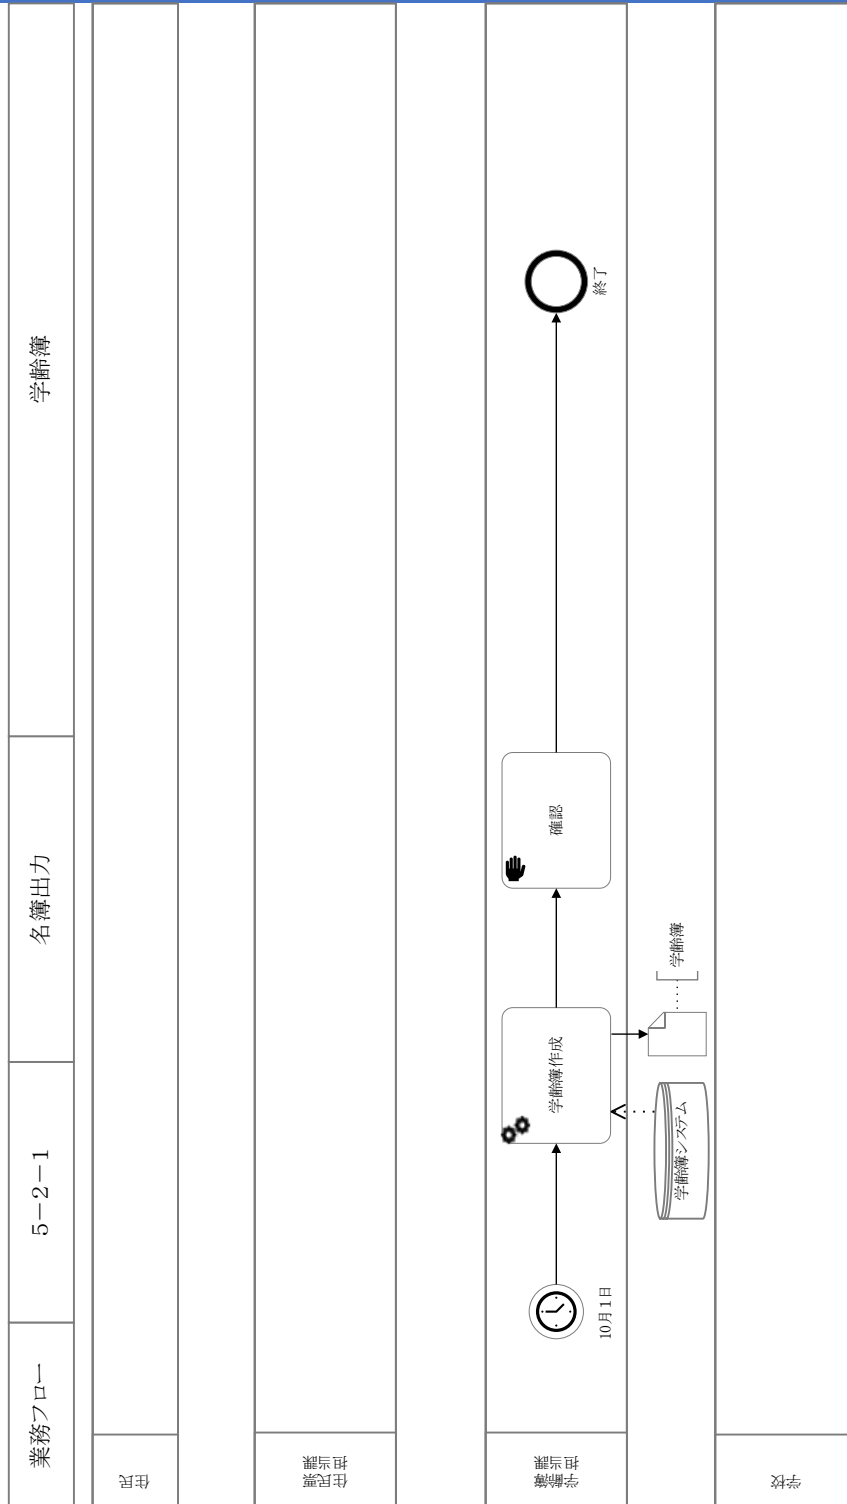 業務フロー
5－2－1
名簿出力
学齢簿
住民
住民票
担当課
学齢簿
担当課
10月1日
学齢簿作成
確認
終了
学齢簿システム
学齢簿
学校